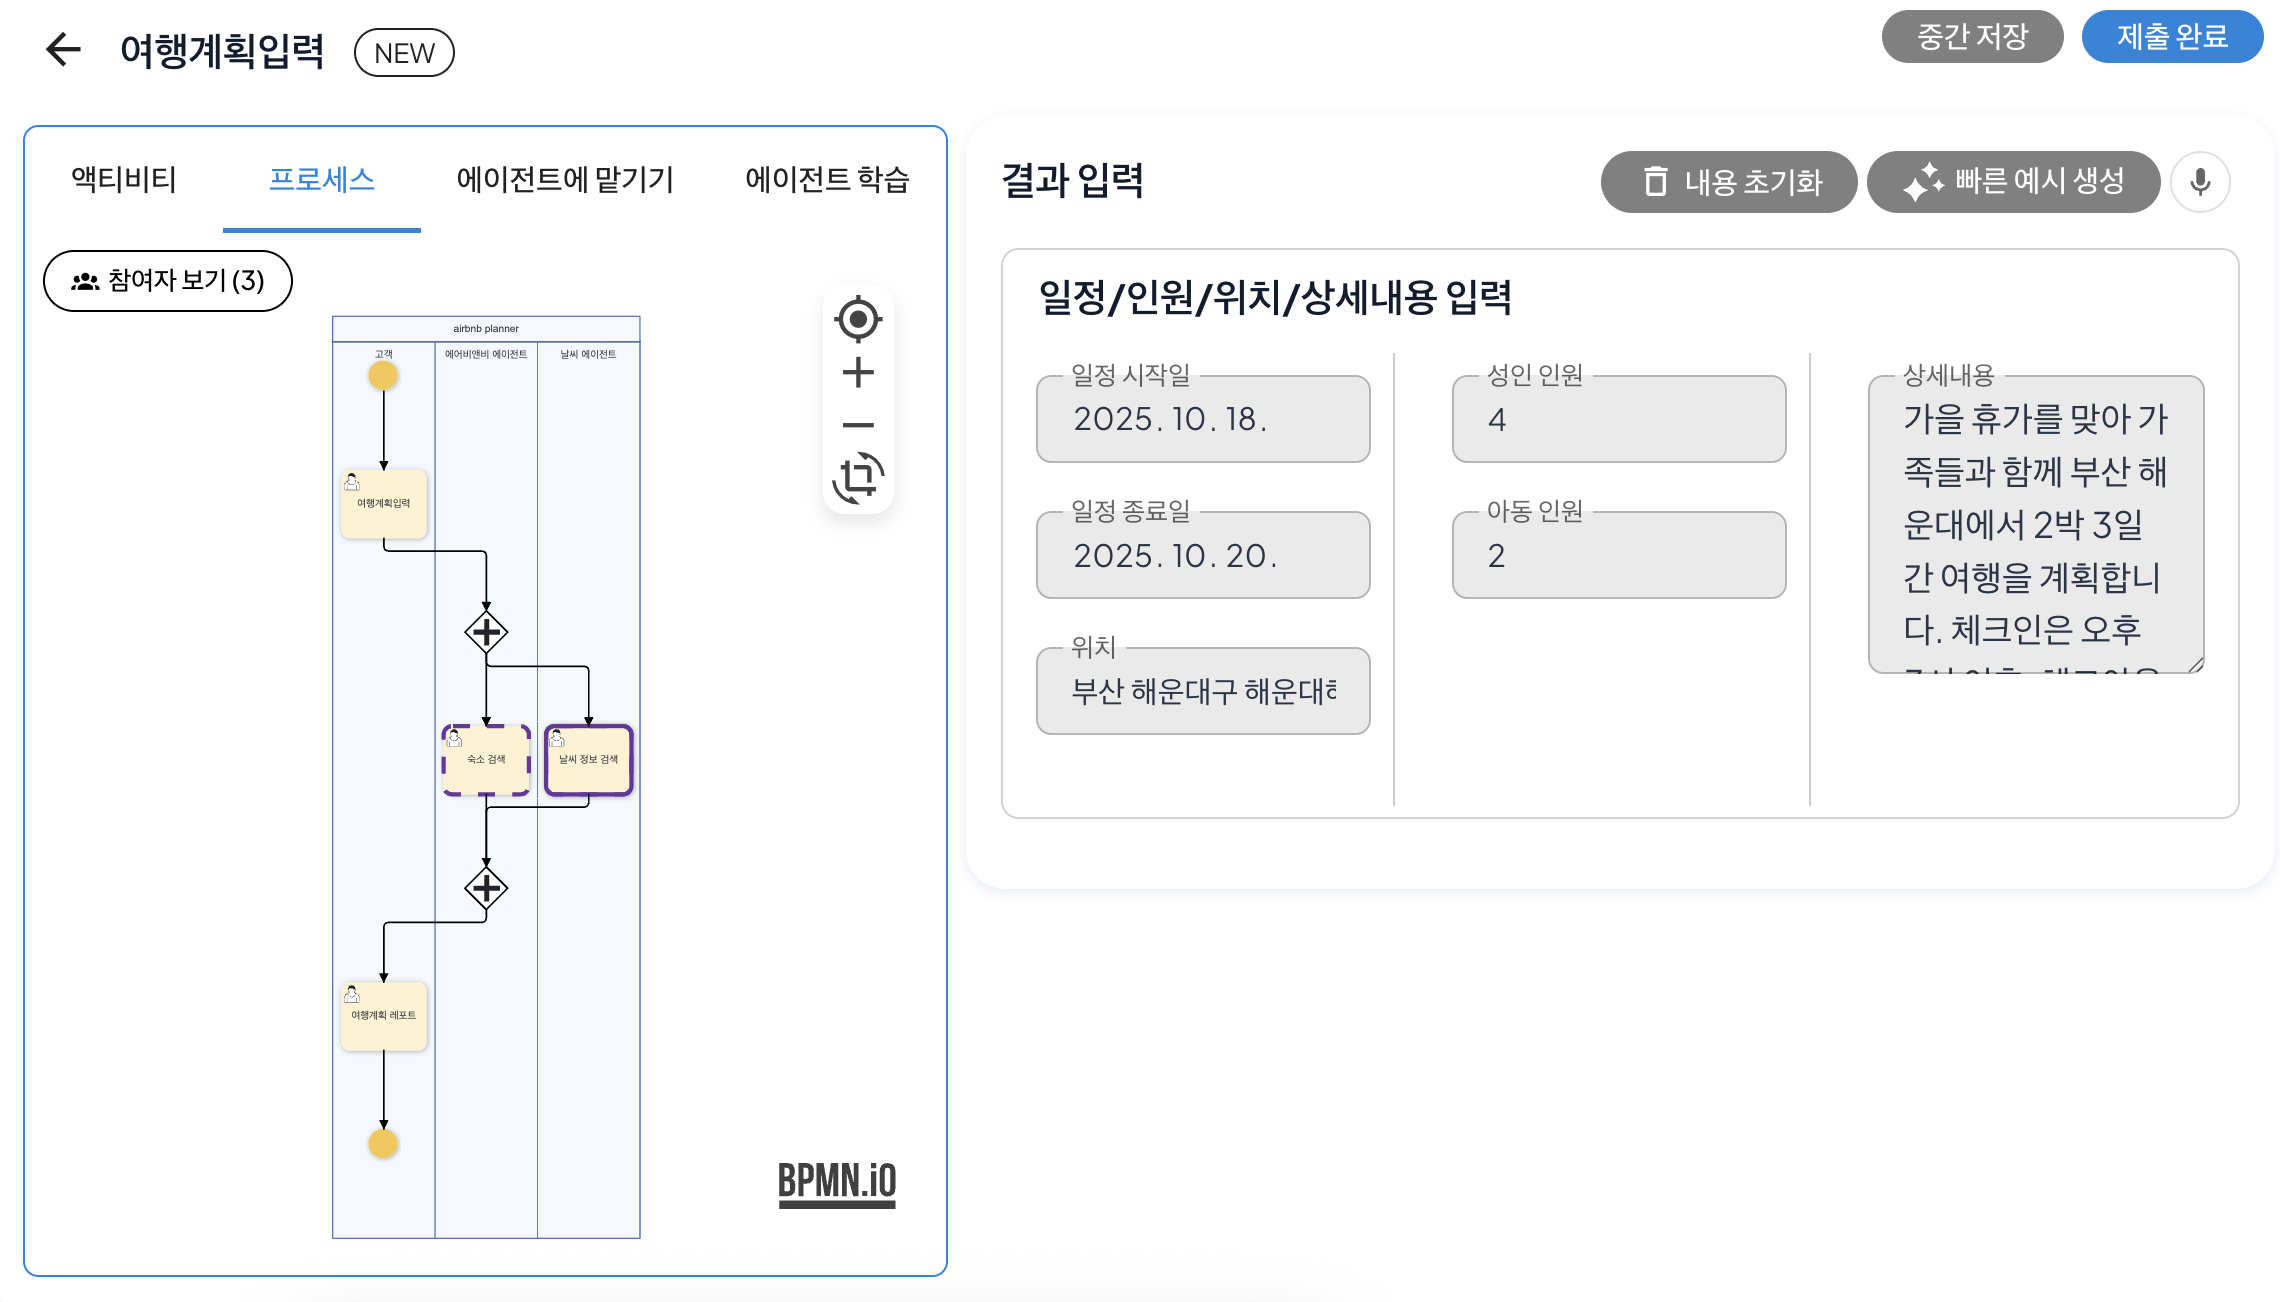 여행계획입력
NEW
중간 저장
제출 완료
액티비티
프로세스
에이전트에 맡기기
에이전트 학습
참여자 보기 (3)
airbnb planner
고객
에어비앤비 에이전트
날씨 에이전트
여행계획입력
숙소 검색
날씨 정보 검색
여행계획 레포트
BPMN.iO
결과 입력
내용 초기화
빠른 예시 생성
일정/인원/위치/상세내용 입력
일정 시작일
2025. 10. 18.
일정 종료일
2025. 10. 20.
위치
부산 해운대구
성인 인원
4
아동 인원
2
상세내용
가을 휴가를 맞아 가
족들과 함께 부산 해
운대에서 2박 3일
간 여행을 계획합니
다. 체크인은 오후